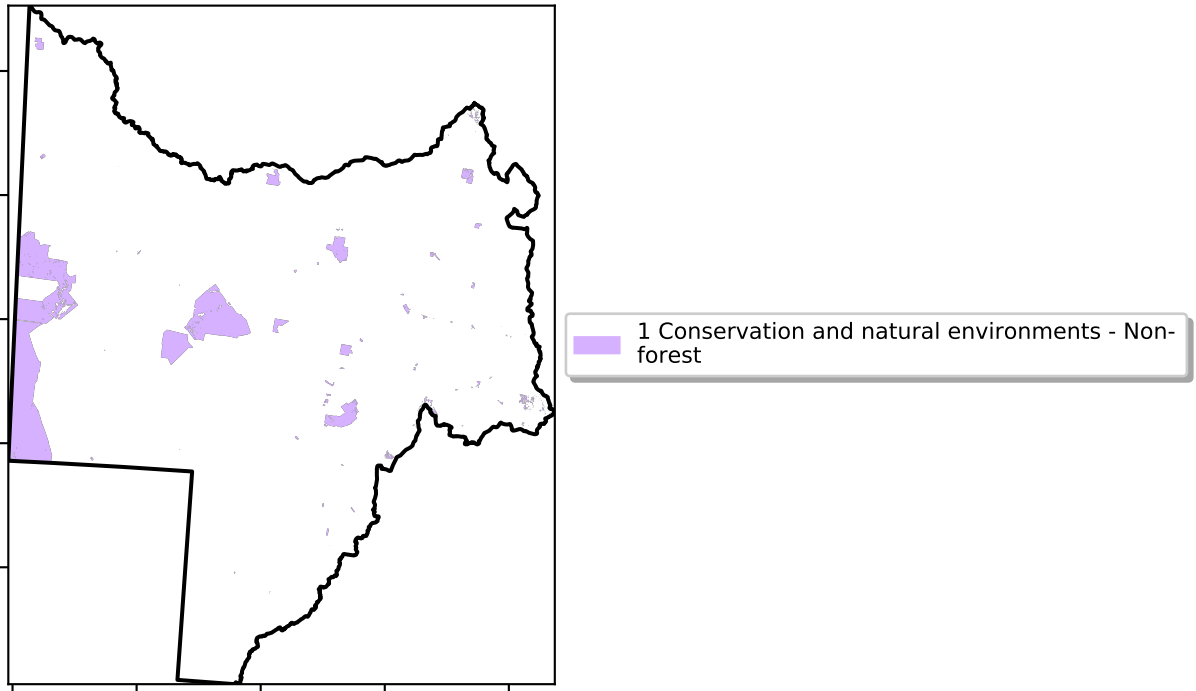 1 Conservation and natural environments - Non-
forest